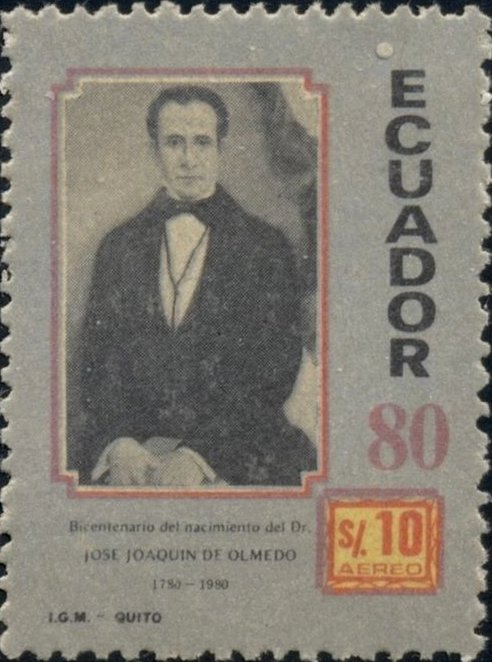 ECUADOR
80
S/. 10
AEREO
Bicentenario del nacimiento del Dr.
JOSE JOAQUIN DE OLMEDO
1780 - 1980
I.G.M. - QUITO